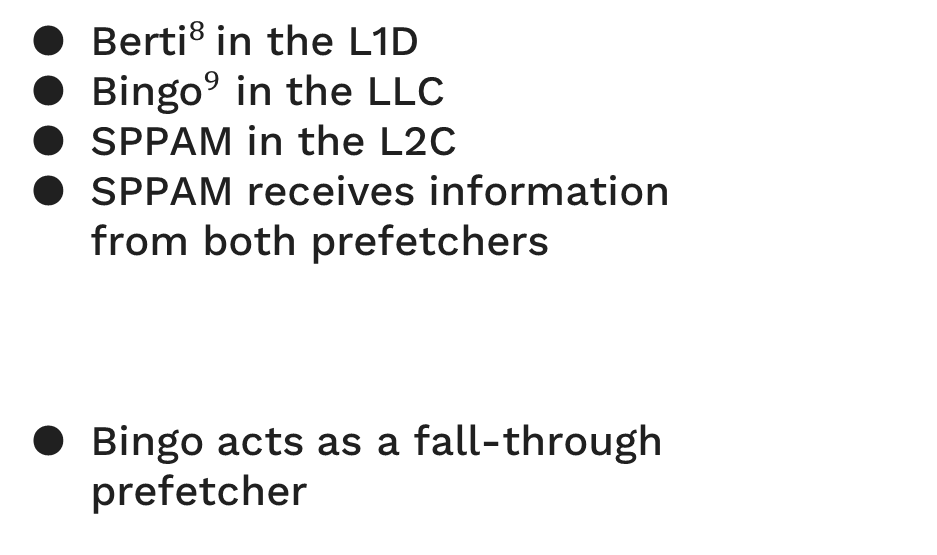 ● Berti⁸ in the L1D
● Bingo⁹ in the LLC
● SPPAM in the L2C
● SPPAM receives information
from both prefetchers
● Bingo acts as a fall-through
prefetcher